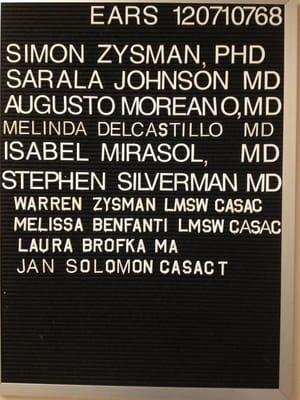 EARS 120710768
SIMON ZYSMAN, PHD
SARALA JOHNSON MD
AUGUSTO MOREANO,MD
MELINDA DELCASTILLO MD
ISABEL MIRASOL, MD
STEPHEN SILVERMAN MD
WARREN ZYSMAN LMSW CASAC
MELISSA BENFANTI LMSW CASAC
LAURA BROFKA MA
JAN SOLOMON CASACT